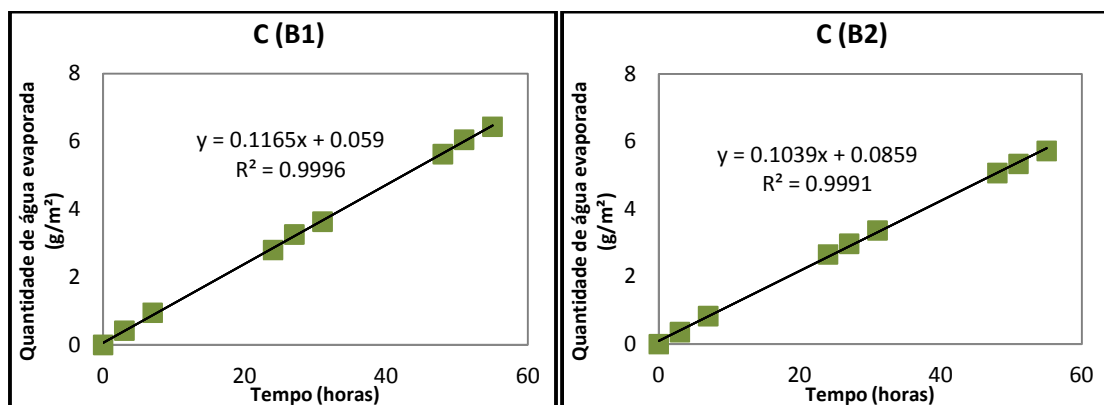 C (B1)
Quantidade de água evaporada
(g/m²)
8
6
4
2
0
y = 0.1165x + 0.059
R² = 0.9996
0
20
40
60
Tempo (horas)
C (B2)
Quantidade de água evaporada
(g/m²)
8
6
4
2
0
y = 0.1039x + 0.0859
R² = 0.9991
0
20
40
60
Tempo (horas)